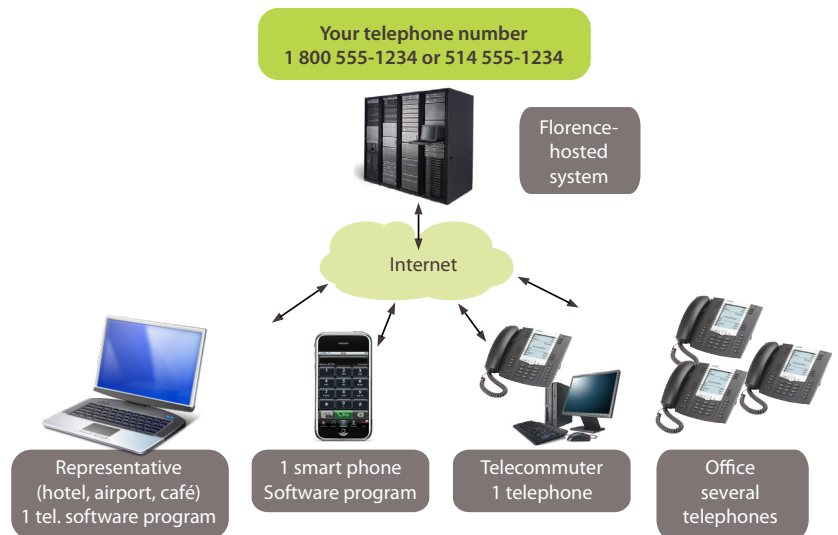 Your telephone number
1 800 555-1234 or 514 555-1234
Florence-
hosted
system
Internet
Representative
(hotel, airport, café)
1 tel. software program
1 smart phone
Software program
Telecommuter
1 telephone
Office
several
telephones